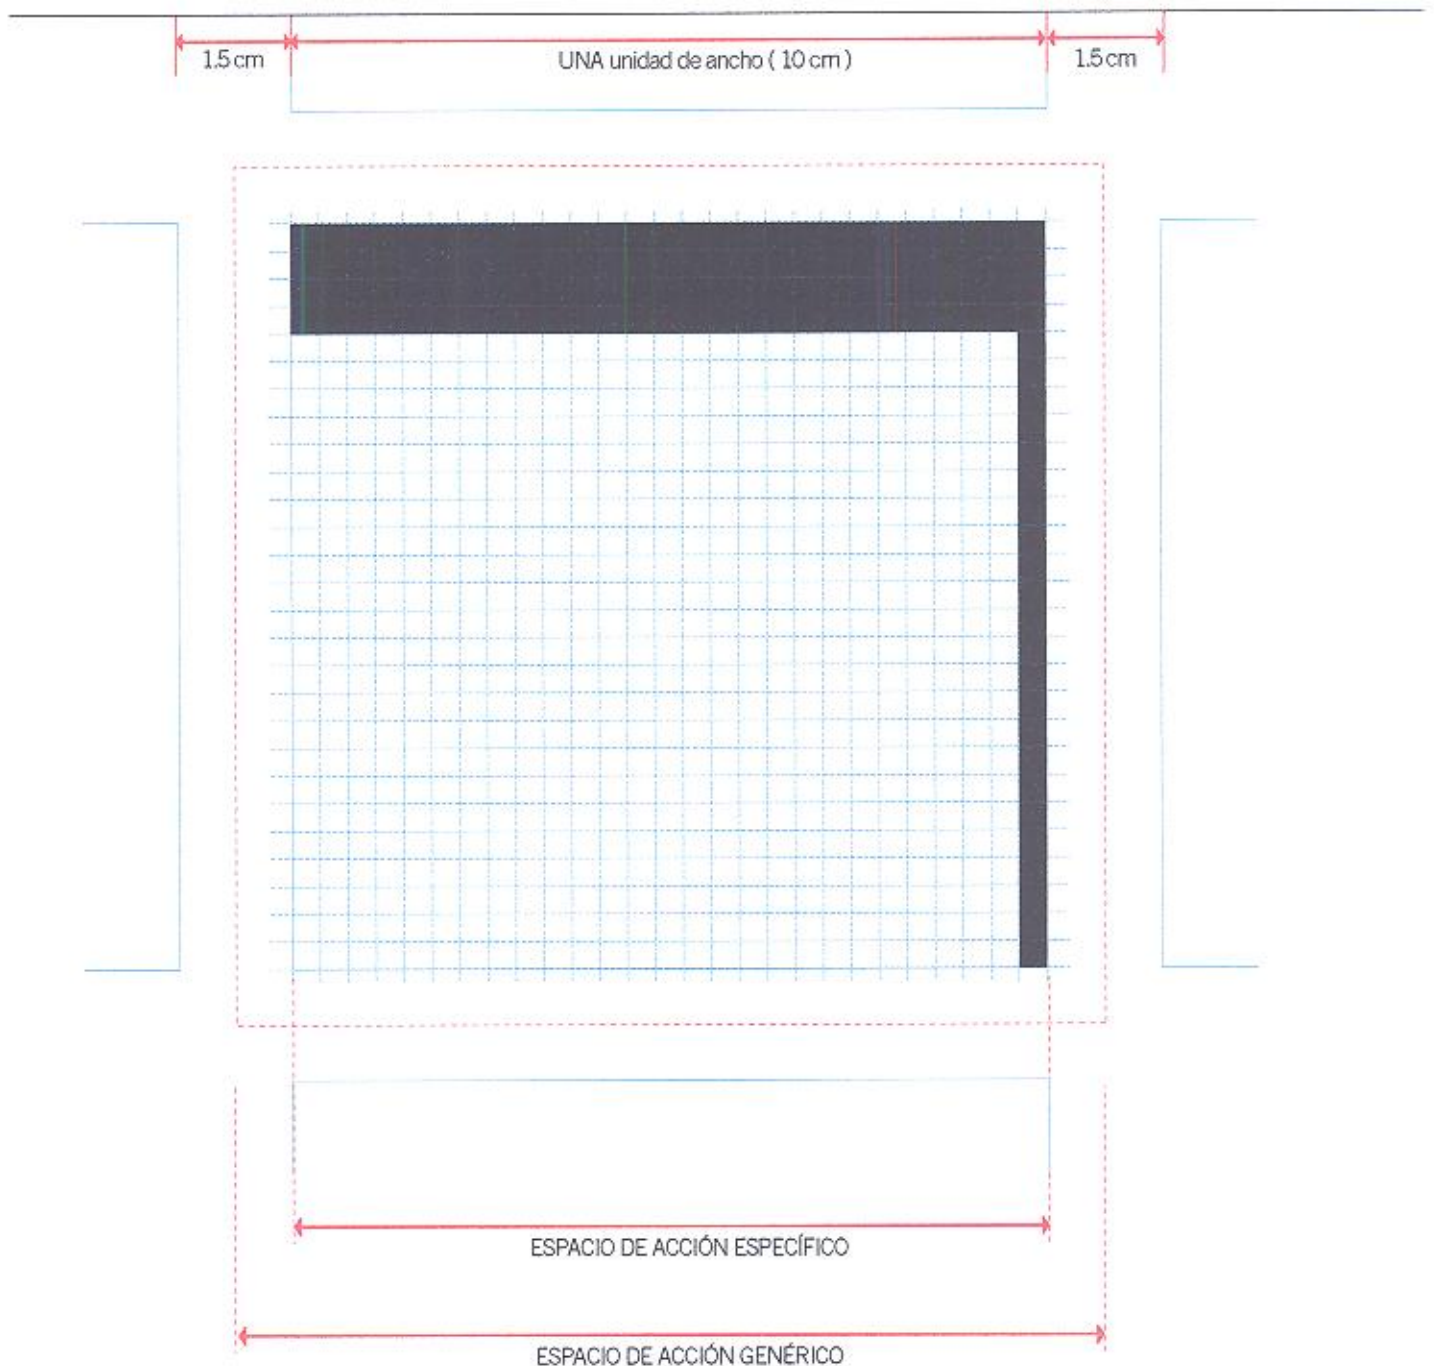 1.5 cm
UNA unidad de ancho ( 10 cm )
1.5 cm
ESPACIO DE ACCIÓN ESPECÍFICO
ESPACIO DE ACCIÓN GENÉRICO